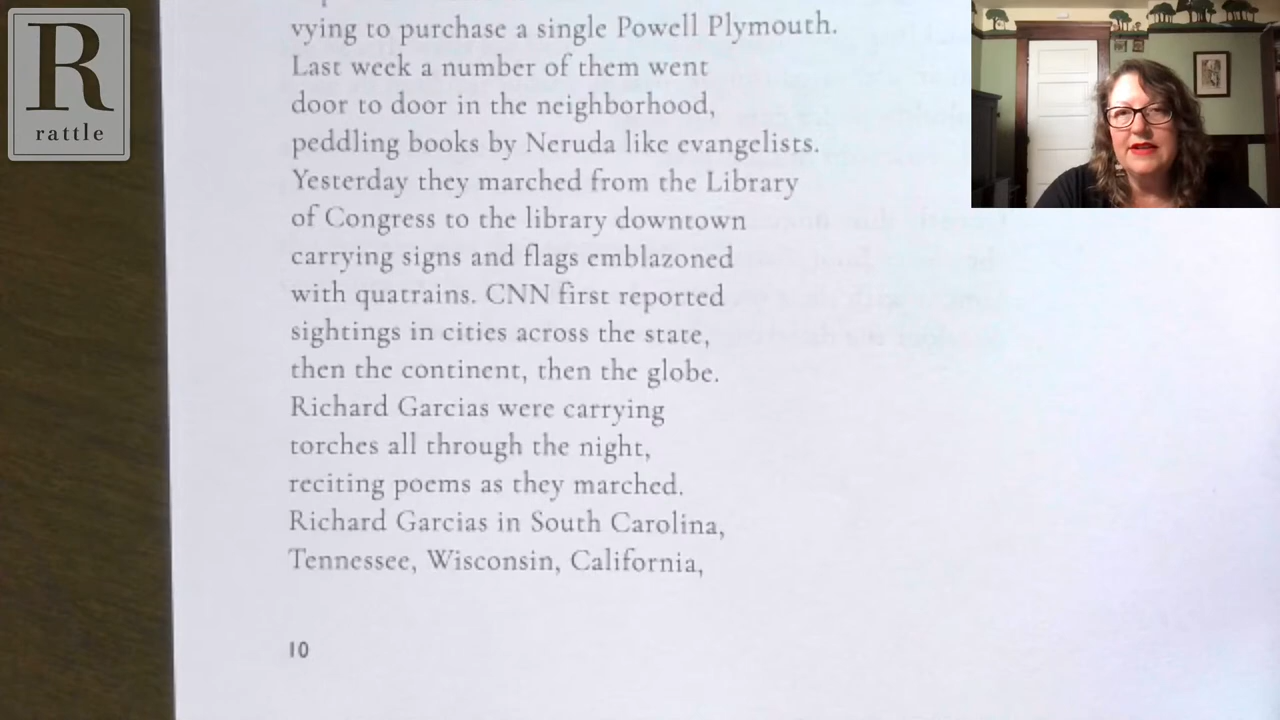 R
rattle
vying to purchase a single Powell Plymouth.
Last week a number of them went
door to door in the neighborhood,
peddling books by Neruda like evangelists.
Yesterday they marched from the Library
of Congress to the library downtown
carrying signs and flags emblazoned
with quatrains. CNN first reported
sightings in cities across the state,
then the continent, then the globe.
Richard Garcias were carrying
torches all through the night,
reciting poems as they marched.
Richard Garcias in South Carolina,
Tennessee, Wisconsin, California,
10